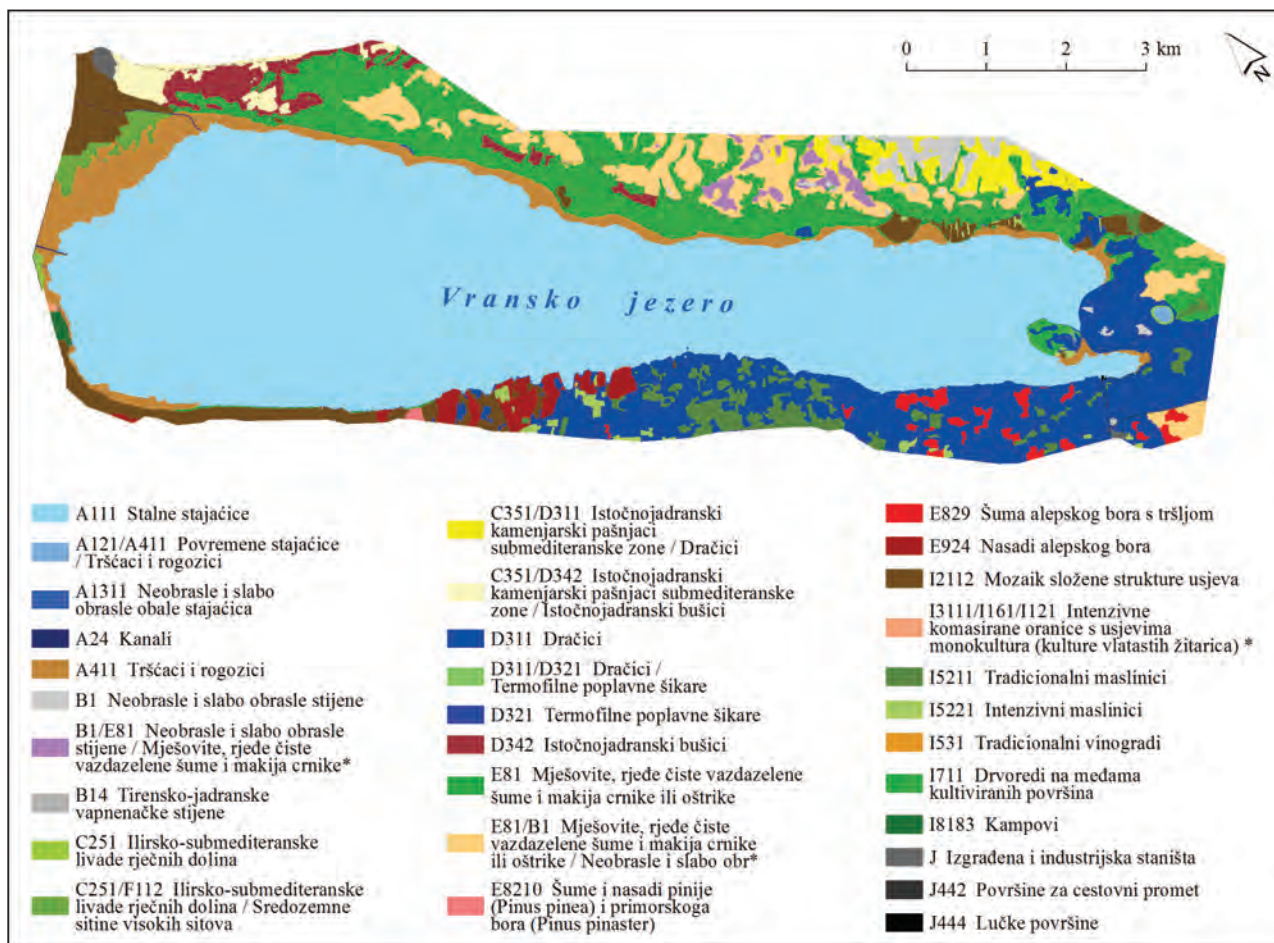 0 1 2 3 km
N
Vransko jezero
A111 Stalne stajaćice
A121/A411 Povremene stajaćice
/ Tršćaci i rogozici
A1311 Neobrasle i slabo
obrasle obale stajaćica
A24 Kanali
A411 Tršćaci i rogozici
B1 Neobrasle i slabo obrasle stijene
B1/E81 Neobrasle i slabo obrasle
stijene / Mješovite, rjeđe čiste
vazdazelene šume i makija crnike*
B14 Tirensko-jadranske
vapnenačke stijene
C251 Ilirsko-submediteranske
livade rječnih dolina
C251/F112 Ilirsko-submediteranske
livade rječnih dolina / Sredozemne
sitine visokih sitova
C351/D311 Istočnojadranski
kamenjarski pašnjaci
submediteranske zone / Dračici
C351/D342 Istočnojadranski
kamenjarski pašnjaci submediteranske
zone / Istočnojadranski bušici
D311 Dračici
D311/D321 Dračici /
Termofilne poplavne šikare
D321 Termofilne poplavne šikare
D342 Istočnojadranski bušici
E81 Mješovite, rjeđe čiste vazdazelene
šume i makija crnike ili oštrike
E81/B1 Mješovite, rjeđe čiste
vazdazelene šume i makija crnike
ili oštrike / Neobrasle i slabo obr*
E8210 Šume i nasadi pinije
(Pinus pinea) i primorskoga
bora (Pinus pinaster)
E829 Šuma alepskog bora s tršljom
E924 Nasadi alepskog bora
I2112 Mozaik složene strukture usjeva
I3111/I161/I121 Intenzivne
komasirane oranice s usjevima
monokultura (kulture vlatastih žitarica) *
I5211 Tradicionalni maslinici
I5221 Intenzivni maslinici
I531 Tradicionalni vinogradi
I711 Drvoredi na međama
kultiviranih površina
I8183 Kampovi
J Izgrađena i industrijska staništa
J442 Površine za cestovni promet
J444 Lučke površine